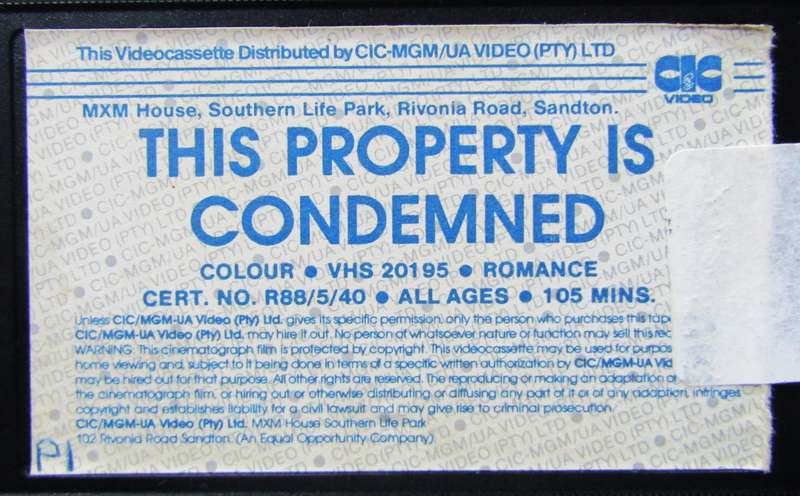 This Videocassette Distributed by CIC-MGM/UA VIDEO (PTY) LTD
CIC
VIDEO
MXM House, Southern Life Park, Rivonia Road, Sandton.
THIS PROPERTY IS
CONDEMNED
COLOUR • VHS 20195 • ROMANCE
CERT. NO. R88/5/40 • ALL AGES • 105 MINS.
Unless CIC/MGM-UA Video (Pty) Ltd. gives its specific permission, only the person who purchases this tape
CIC/MGM-UA Video (Pty) Ltd. may hire it out. No person of whatsoever nature or function may sell this rec
WARNING: This cinematograph film is protected by copyright. This videocassette may be used for purpos
home viewing and, subject to it being done in terms of a specific written authorization by CIC/MGM-UA Vid
may be hired out for that purpose. All other rights are reserved. The reproducing or making an adaptation of
the cinematograph film, or hiring out or otherwise distributing or diffusing any part of it or of any adaption, infringes
copyright and establishes liability for a civil lawsuit and may give rise to criminal prosecution.
CIC/MGM-UA Video (Pty) Ltd. MXM House Southern Life Park
102 Rivonia Road Sandton. (An Equal Opportunity Company)
P1